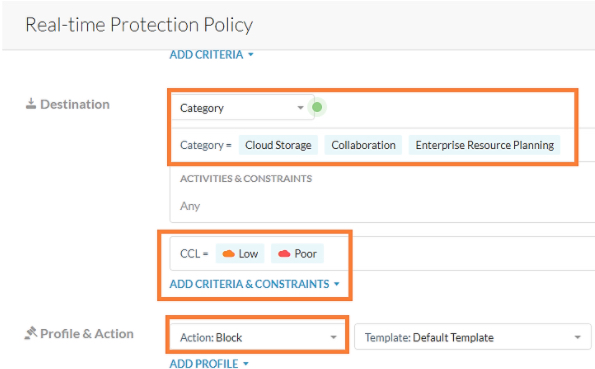 Real-time Protection Policy
ADD CRITERIA
Destination
Category
Category = Cloud Storage Collaboration Enterprise Resource Planning
ACTIVITIES & CONSTRAINTS
Any
CCL = Low Poor
ADD CRITERIA & CONSTRAINTS
Profile & Action
Action: Block Template: Default Template
ADD PROFILE